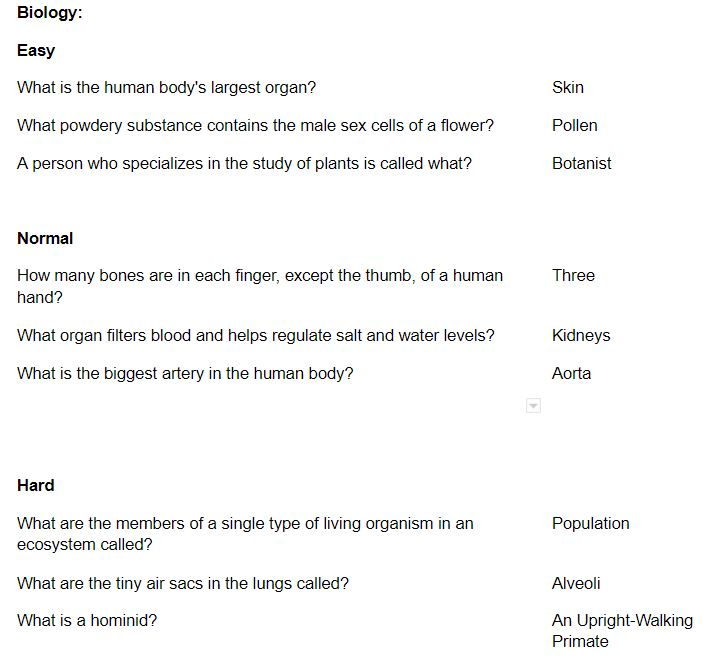 Biology:
Easy
What is the human body's largest organ? Skin
What powdery substance contains the male sex cells of a flower? Pollen
A person who specializes in the study of plants is called what? Botanist
Normal
How many bones are in each finger, except the thumb, of a human Three
hand?
What organ filters blood and helps regulate salt and water levels? Kidneys
What is the biggest artery in the human body? Aorta
Hard
What are the members of a single type of living organism in an Population
ecosystem called?
What are the tiny air sacs in the lungs called? Alveoli
What is a hominid? An Upright-Walking
Primate